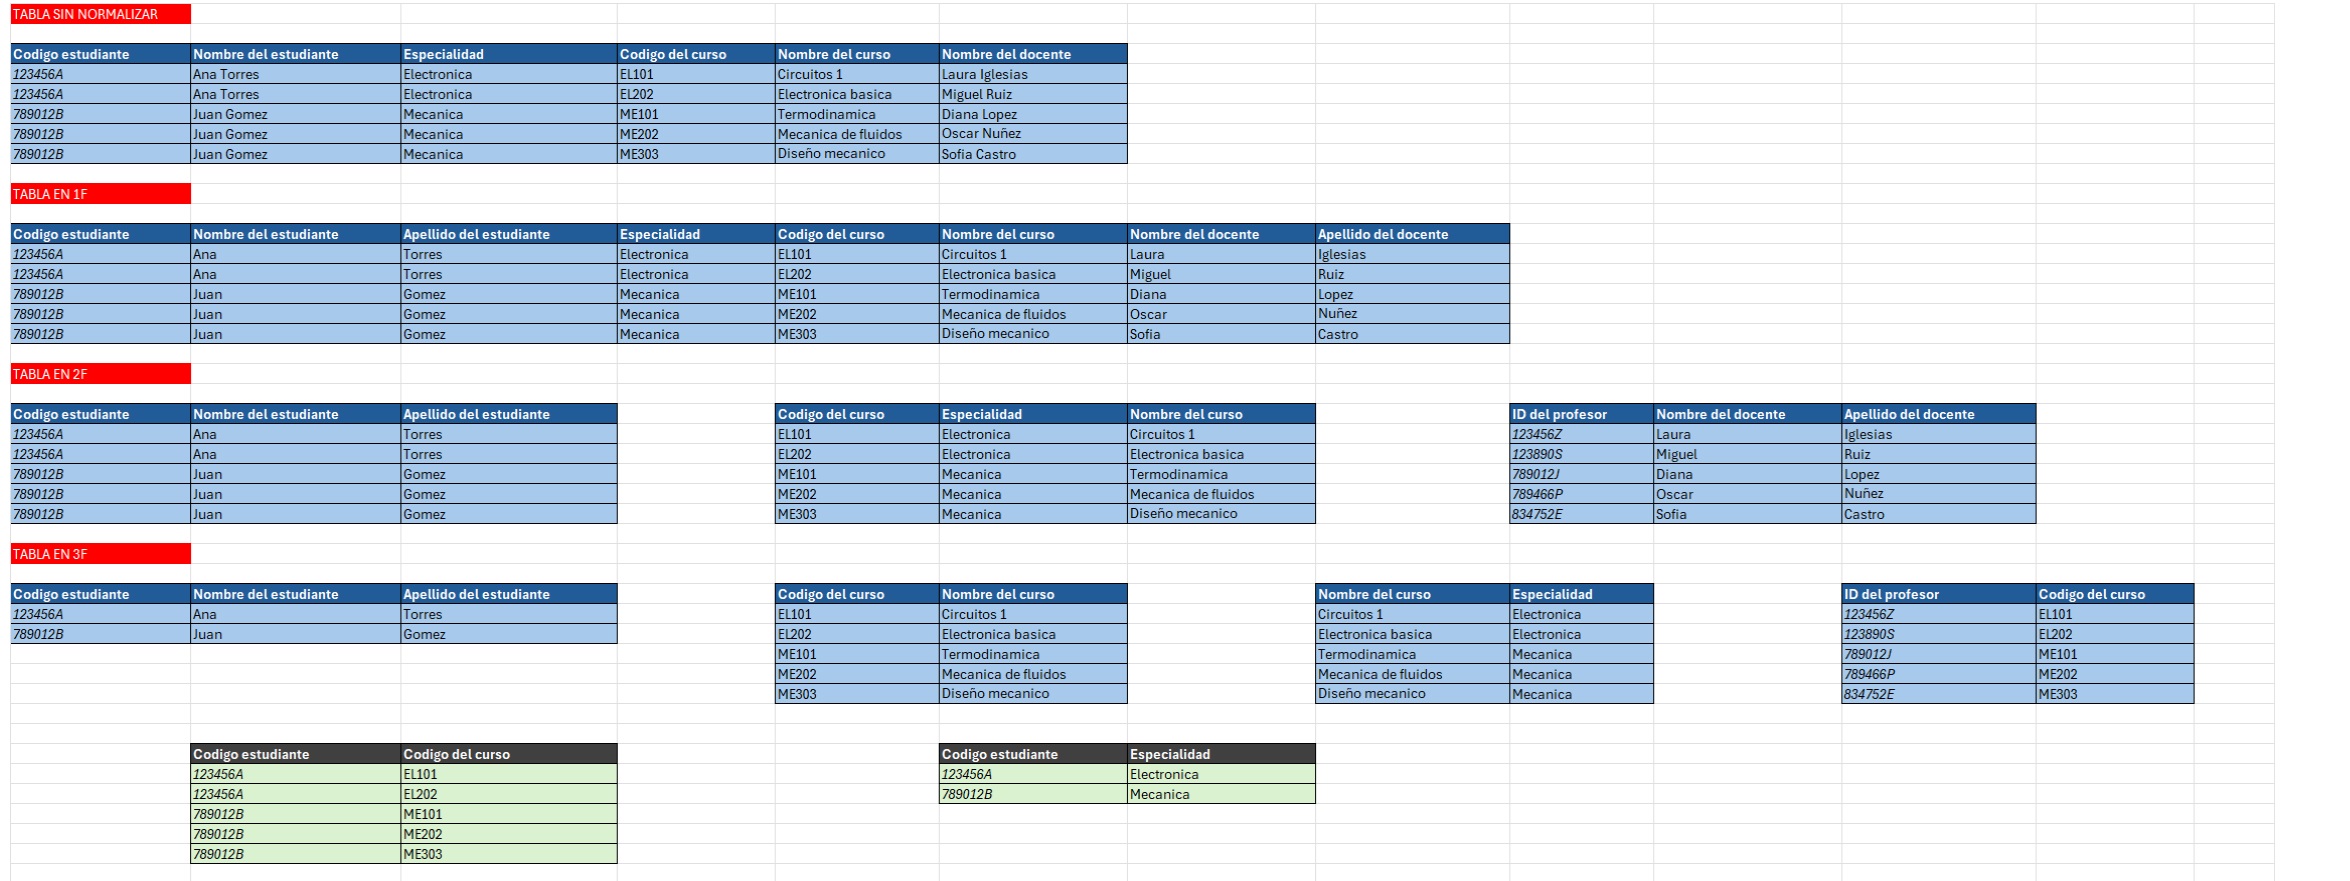 TABLA SIN NORMALIZAR
Codigo estudiante Nombre del estudiante Especialidad Codigo del curso Nombre del curso Nombre del docente
123456A Ana Torres Electronica EL101 Circuitos 1 Laura Iglesias
123456A Ana Torres Electronica EL202 Electronica basica Miguel Ruiz
789012B Juan Gomez Mecanica ME101 Termodinamica Diana Lopez
789012B Juan Gomez Mecanica ME202 Mecanica de fluidos Oscar Nuñez
789012B Juan Gomez Mecanica ME303 Diseño mecanico Sofia Castro
TABLA EN 1F
Codigo estudiante Nombre del estudiante Apellido del estudiante Especialidad Codigo del curso Nombre del curso Nombre del docente Apellido del docente
123456A Ana Torres Electronica EL101 Circuitos 1 Laura Iglesias
123456A Ana Torres Electronica EL202 Electronica basica Miguel Ruiz
789012B Juan Gomez Mecanica ME101 Termodinamica Diana Lopez
789012B Juan Gomez Mecanica ME202 Mecanica de fluidos Oscar Nuñez
789012B Juan Gomez Mecanica ME303 Diseño mecanico Sofia Castro
TABLA EN 2F
Codigo estudiante Nombre del estudiante Apellido del estudiante Codigo del curso Especialidad Nombre del curso ID del profesor Nombre del docente Apellido del docente
123456A Ana Torres EL101 Electronica Circuitos 1 123456Z Laura Iglesias
123456A Ana Torres EL202 Electronica Electronica basica 123890S Miguel Ruiz
789012B Juan Gomez ME101 Mecanica Termodinamica 789012J Diana Lopez
789012B Juan Gomez ME202 Mecanica Mecanica de fluidos 789466P Oscar Nuñez
789012B Juan Gomez ME303 Mecanica Diseño mecanico 834752E Sofia Castro
TABLA EN 3F
Codigo estudiante Nombre del estudiante Apellido del estudiante Codigo del curso Nombre del curso Nombre del curso Especialidad ID del profesor Codigo del curso
123456A Ana Torres EL101 Circuitos 1 Circuitos 1 Electronica 123456Z EL101
789012B Juan Gomez EL202 Electronica basica Electronica basica Electronica 123890S EL202
ME101 Termodinamica Termodinamica Mecanica 789012J ME101
ME202 Mecanica de fluidos Mecanica de fluidos Mecanica 789466P ME202
ME303 Diseño mecanico Diseño mecanico Mecanica 834752E ME303
Codigo estudiante Codigo del curso Codigo estudiante Especialidad
123456A EL101 123456A Electronica
123456A EL202 789012B Mecanica
789012B ME101
789012B ME202
789012B ME303